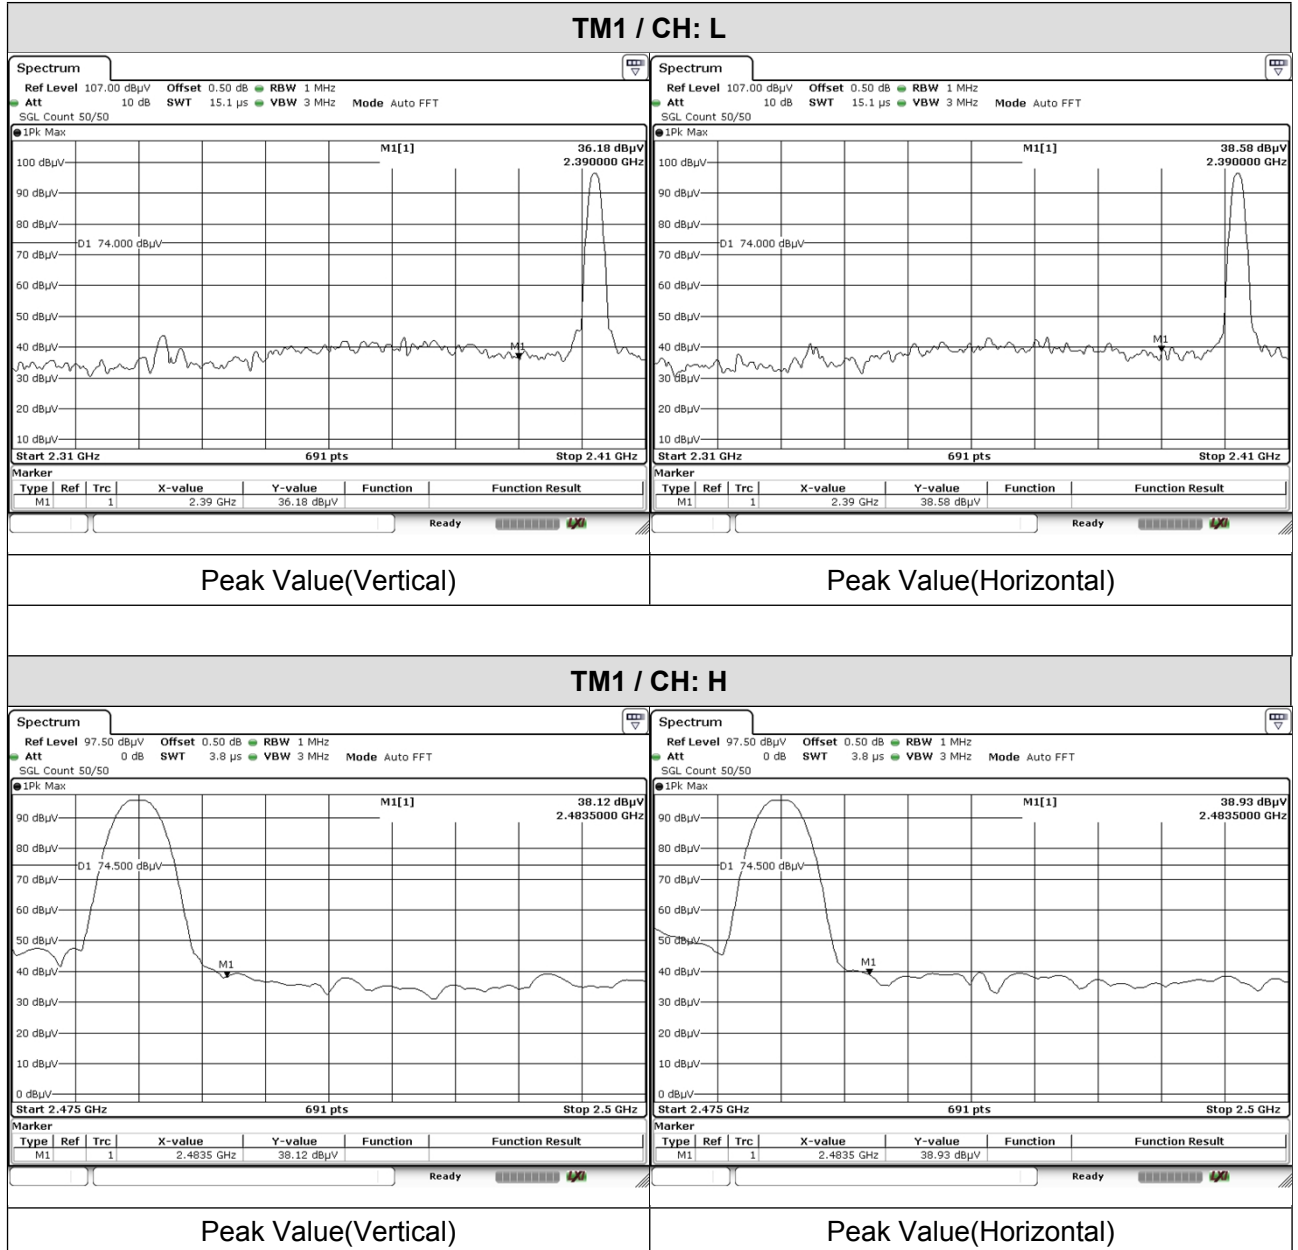 TM1 / CH: L
Spectrum
Ref Level 107.00 dBµV Offset 0.50 dB RBW 1 MHz
Att 10 dB SWT 15.1 µs VBW 3 MHz Mode Auto FFT
SGL Count 50/50
1Pk Max
M1[1] 36.18 dBµV
2.390000 GHz
100 dBµV
90 dBµV
80 dBµV
D1 74.000 dBµV
70 dBµV
60 dBµV
50 dBµV
40 dBµV
M1
30 dBµV
20 dBµV
10 dBµV
Start 2.31 GHz 691 pts Stop 2.41 GHz
Marker
Type Ref Trc X-value Y-value Function Function Result
M1 1 2.39 GHz 36.18 dBµV
Ready LXI
Peak Value(Vertical)
Spectrum
Ref Level 107.00 dBµV Offset 0.50 dB RBW 1 MHz
Att 10 dB SWT 15.1 µs VBW 3 MHz Mode Auto FFT
SGL Count 50/50
1Pk Max
M1[1] 38.58 dBµV
2.390000 GHz
100 dBµV
90 dBµV
80 dBµV
D1 74.000 dBµV
70 dBµV
60 dBµV
50 dBµV
40 dBµV
M1
30 dBµV
20 dBµV
10 dBµV
Start 2.31 GHz 691 pts Stop 2.41 GHz
Marker
Type Ref Trc X-value Y-value Function Function Result
M1 1 2.39 GHz 38.58 dBµV
Ready LXI
Peak Value(Horizontal)
TM1 / CH: H
Spectrum
Ref Level 97.50 dBµV Offset 0.50 dB RBW 1 MHz
Att 0 dB SWT 3.8 µs VBW 3 MHz Mode Auto FFT
SGL Count 50/50
1Pk Max
M1[1] 38.12 dBµV
2.4835000 GHz
90 dBµV
80 dBµV
D1 74.500 dBµV
70 dBµV
60 dBµV
50 dBµV
40 dBµV
M1
30 dBµV
20 dBµV
10 dBµV
0 dBµV
Start 2.475 GHz 691 pts Stop 2.5 GHz
Marker
Type Ref Trc X-value Y-value Function Function Result
M1 1 2.4835 GHz 38.12 dBµV
Ready LXI
Peak Value(Vertical)
Spectrum
Ref Level 97.50 dBµV Offset 0.50 dB RBW 1 MHz
Att 0 dB SWT 3.8 µs VBW 3 MHz Mode Auto FFT
SGL Count 50/50
1Pk Max
M1[1] 38.93 dBµV
2.4835000 GHz
90 dBµV
80 dBµV
D1 74.500 dBµV
70 dBµV
60 dBµV
50 dBµV
40 dBµV
M1
30 dBµV
20 dBµV
10 dBµV
0 dBµV
Start 2.475 GHz 691 pts Stop 2.5 GHz
Marker
Type Ref Trc X-value Y-value Function Function Result
M1 1 2.4835 GHz 38.93 dBµV
Ready LXI
Peak Value(Horizontal)